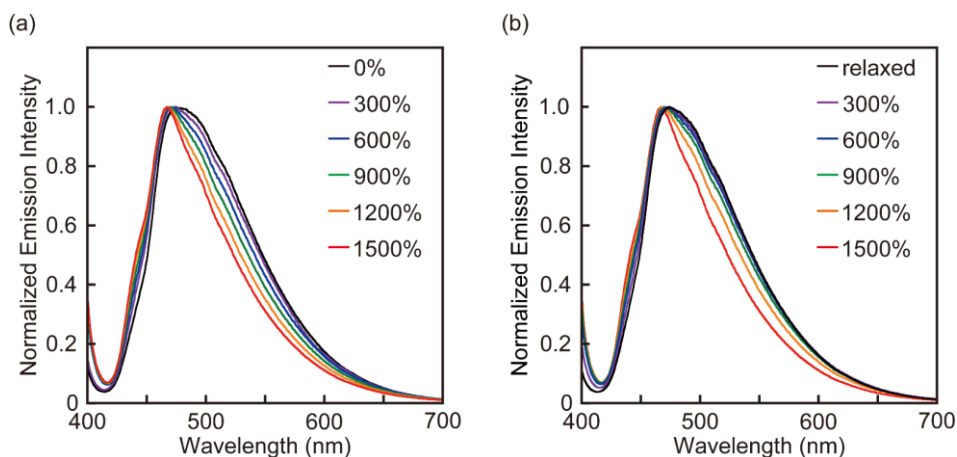 (a)
Normalized Emission Intensity
1.0
0.8
0.6
0.4
0.2
0
400 500 600 700
Wavelength (nm)
0%
300%
600%
900%
1200%
1500%
(b)
Normalized Emission Intensity
1.0
0.8
0.6
0.4
0.2
0
400 500 600 700
Wavelength (nm)
relaxed
300%
600%
900%
1200%
1500%